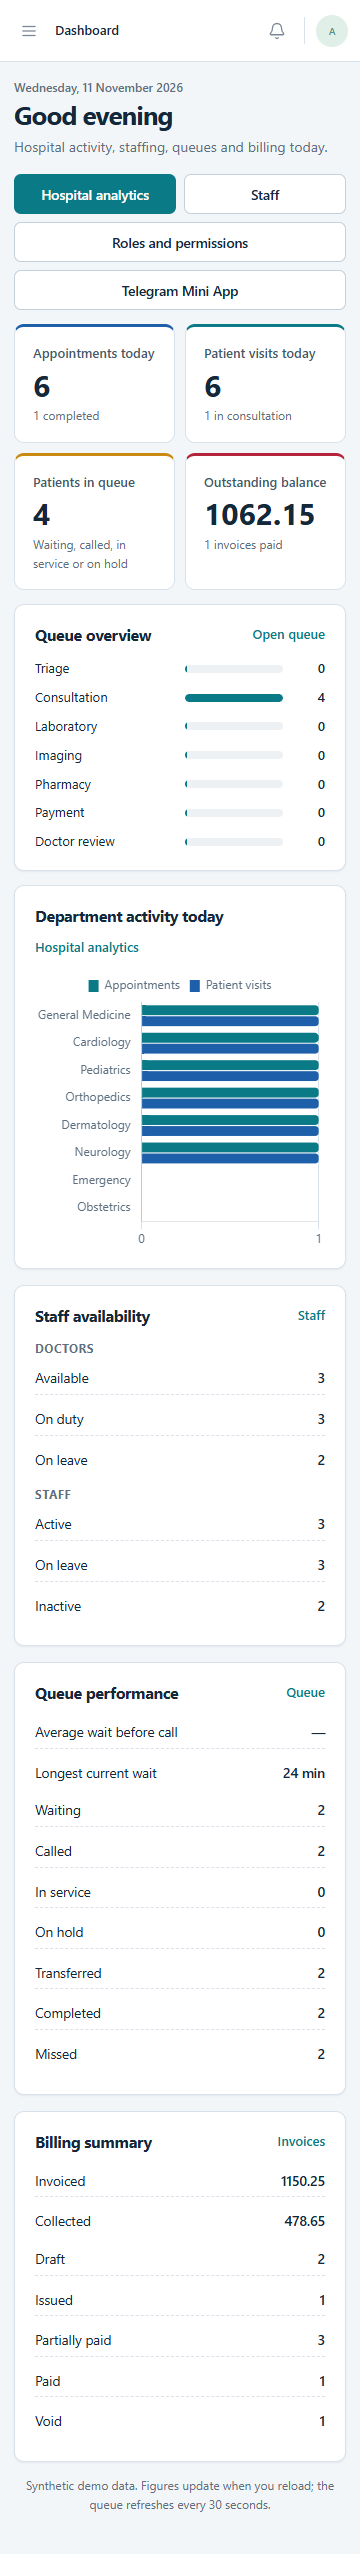 Dashboard
A
Wednesday, 11 November 2026
Good evening
Hospital activity, staffing, queues and billing today.
Hospital analytics
Staff
Roles and permissions
Telegram Mini App
Appointments today
6
1 completed
Patient visits today
6
1 in consultation
Patients in queue
4
Waiting, called, in
service or on hold
Outstanding balance
1062.15
1 invoices paid
Queue overview
Open queue
Triage 0
Consultation 4
Laboratory 0
Imaging 0
Pharmacy 0
Payment 0
Doctor review 0
Department activity today
Hospital analytics
Appointments Patient visits
General Medicine
Cardiology
Pediatrics
Orthopedics
Dermatology
Neurology
Emergency
Obstetrics
0 1
Staff availability
Staff
DOCTORS
Available 3
On duty 3
On leave 2
STAFF
Active 3
On leave 3
Inactive 2
Queue performance
Queue
Average wait before call —
Longest current wait 24 min
Waiting 2
Called 2
In service 0
On hold 0
Transferred 2
Completed 2
Missed 2
Billing summary
Invoices
Invoiced 1150.25
Collected 478.65
Draft 2
Issued 1
Partially paid 3
Paid 1
Void 1
Synthetic demo data. Figures update when you reload; the
queue refreshes every 30 seconds.